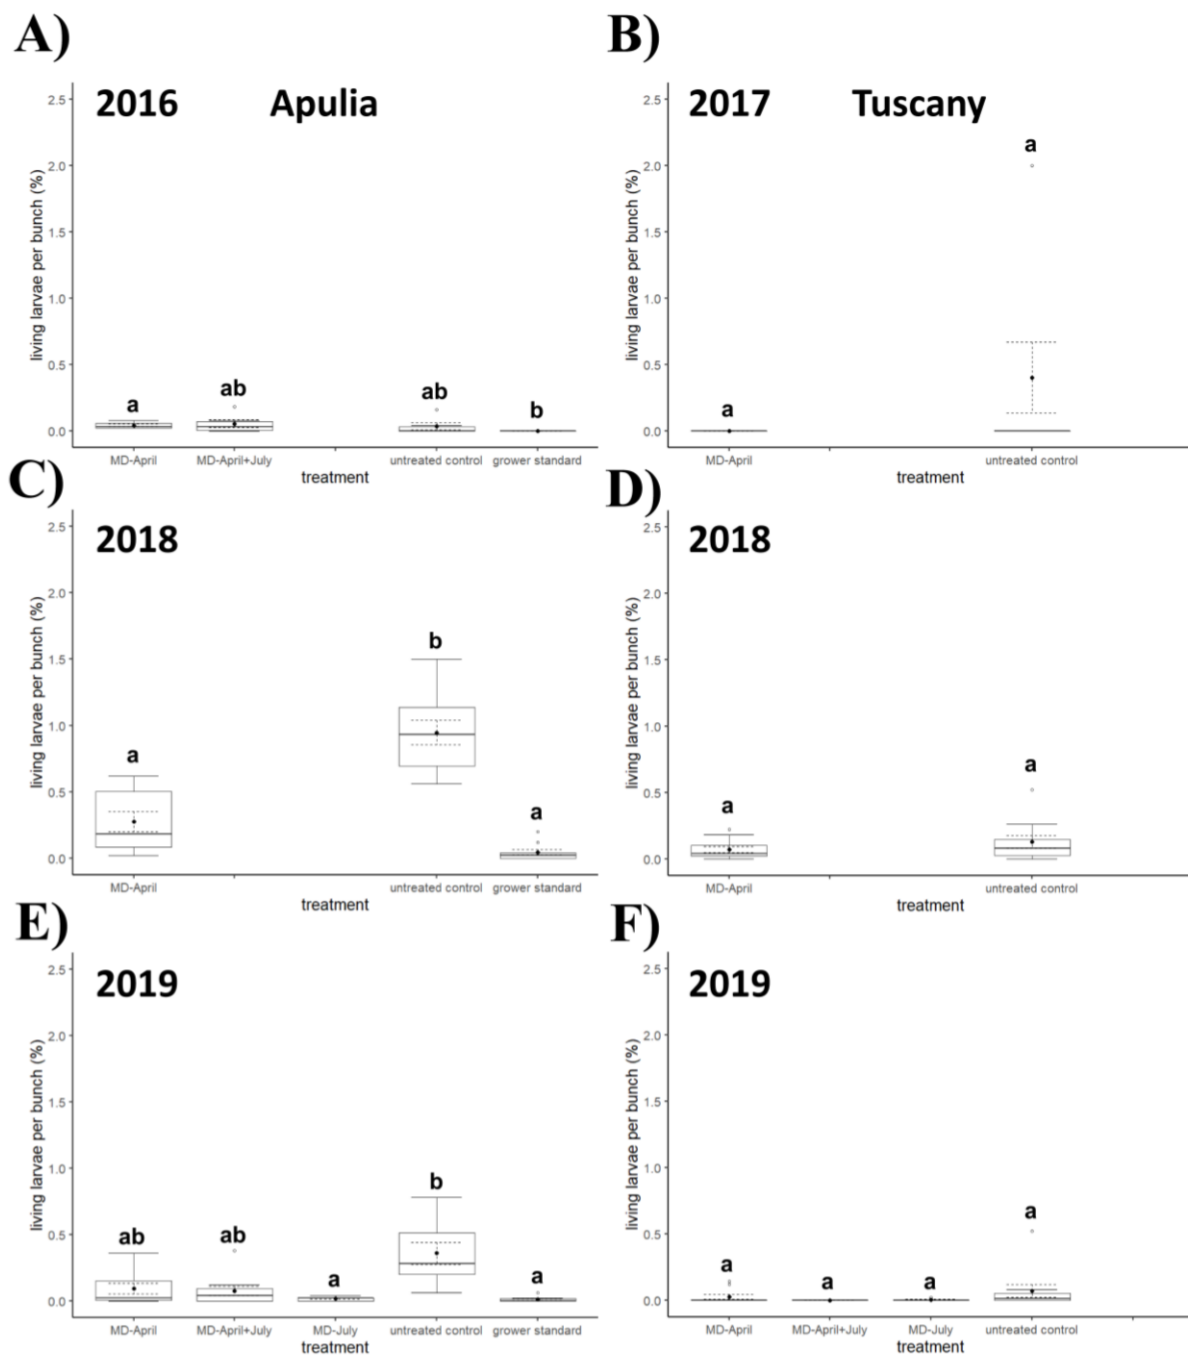 A)
2016 Apulia
living larvae per bunch (%)
2.5
2.0
1.5
1.0
0.5
0.0
a
ab
ab
b
MD-April MD-April+July untreated control grower standard
treatment
B)
2017 Tuscany
living larvae per bunch (%)
2.5
2.0
1.5
1.0
0.5
0.0
a
a
MD-April untreated control
treatment
C)
2018
living larvae per bunch (%)
2.5
2.0
1.5
1.0
0.5
0.0
a
b
a
MD-April untreated control grower standard
treatment
D)
2018
living larvae per bunch (%)
2.5
2.0
1.5
1.0
0.5
0.0
a
a
MD-April untreated control
treatment
E)
2019
living larvae per bunch (%)
2.5
2.0
1.5
1.0
0.5
0.0
ab
ab
a
b
a
MD-April MD-April+July MD-July untreated control grower standard
treatment
F)
2019
living larvae per bunch (%)
2.5
2.0
1.5
1.0
0.5
0.0
a
a
a
a
MD-April MD-April+July MD-July untreated control
treatment